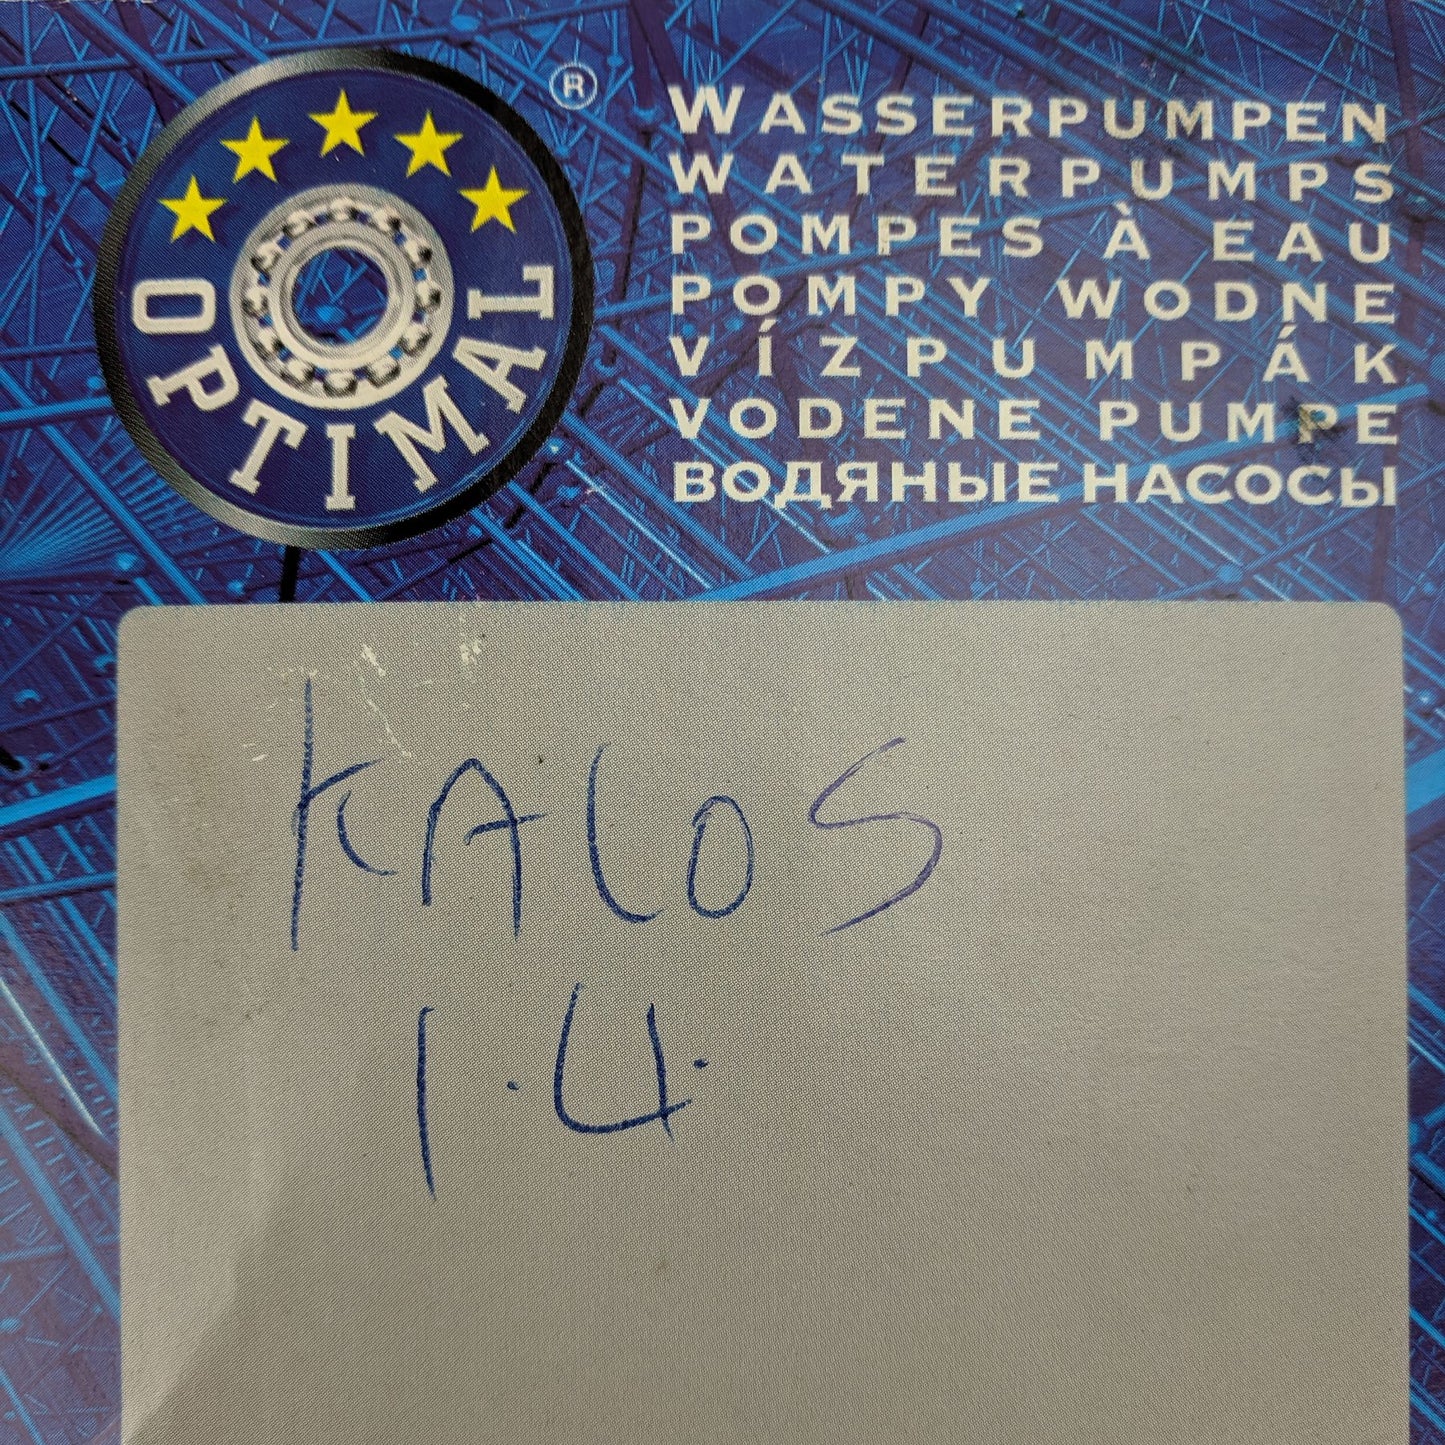 OPTIMAL ®
WASSERPUMPEN
WATERPUMPS
POMPES À EAU
POMPY WODNE
VÍZPUMPÁK
VODENE PUMPE
ВОДЯНЫЕ НАСОСЫ
KALOS
1.4.